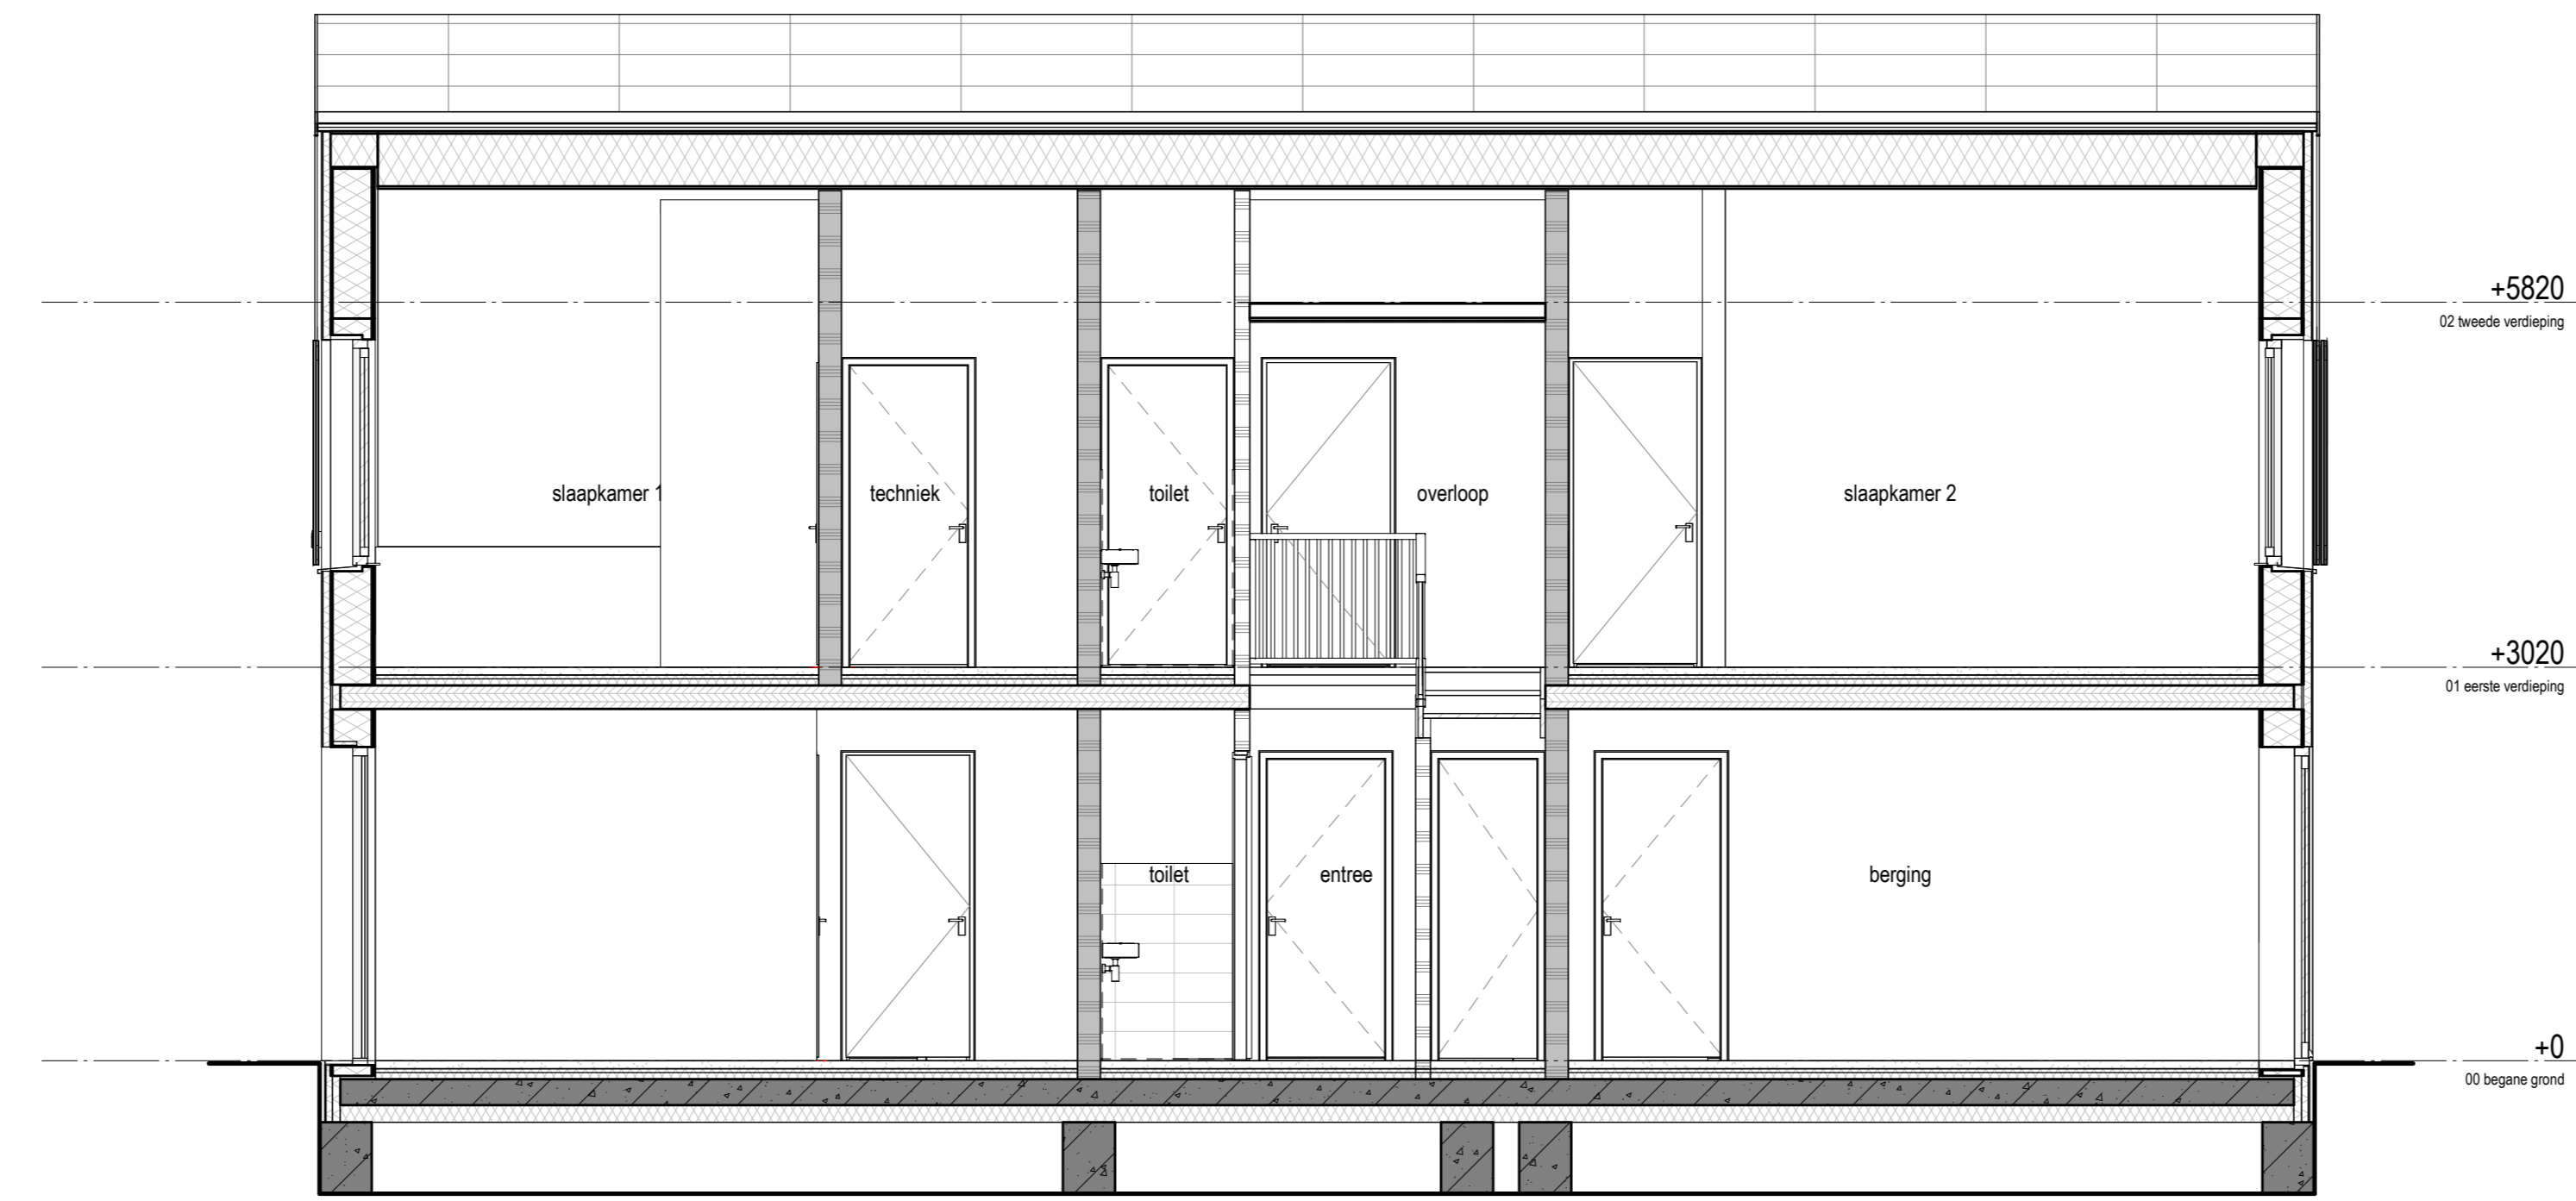 +5820
02 tweede verdieping
slaapkamer 1
techniek
toilet
overloop
slaapkamer 2
+3020
01 eerste verdieping
toilet
entree
berging
+0
00 begane grond